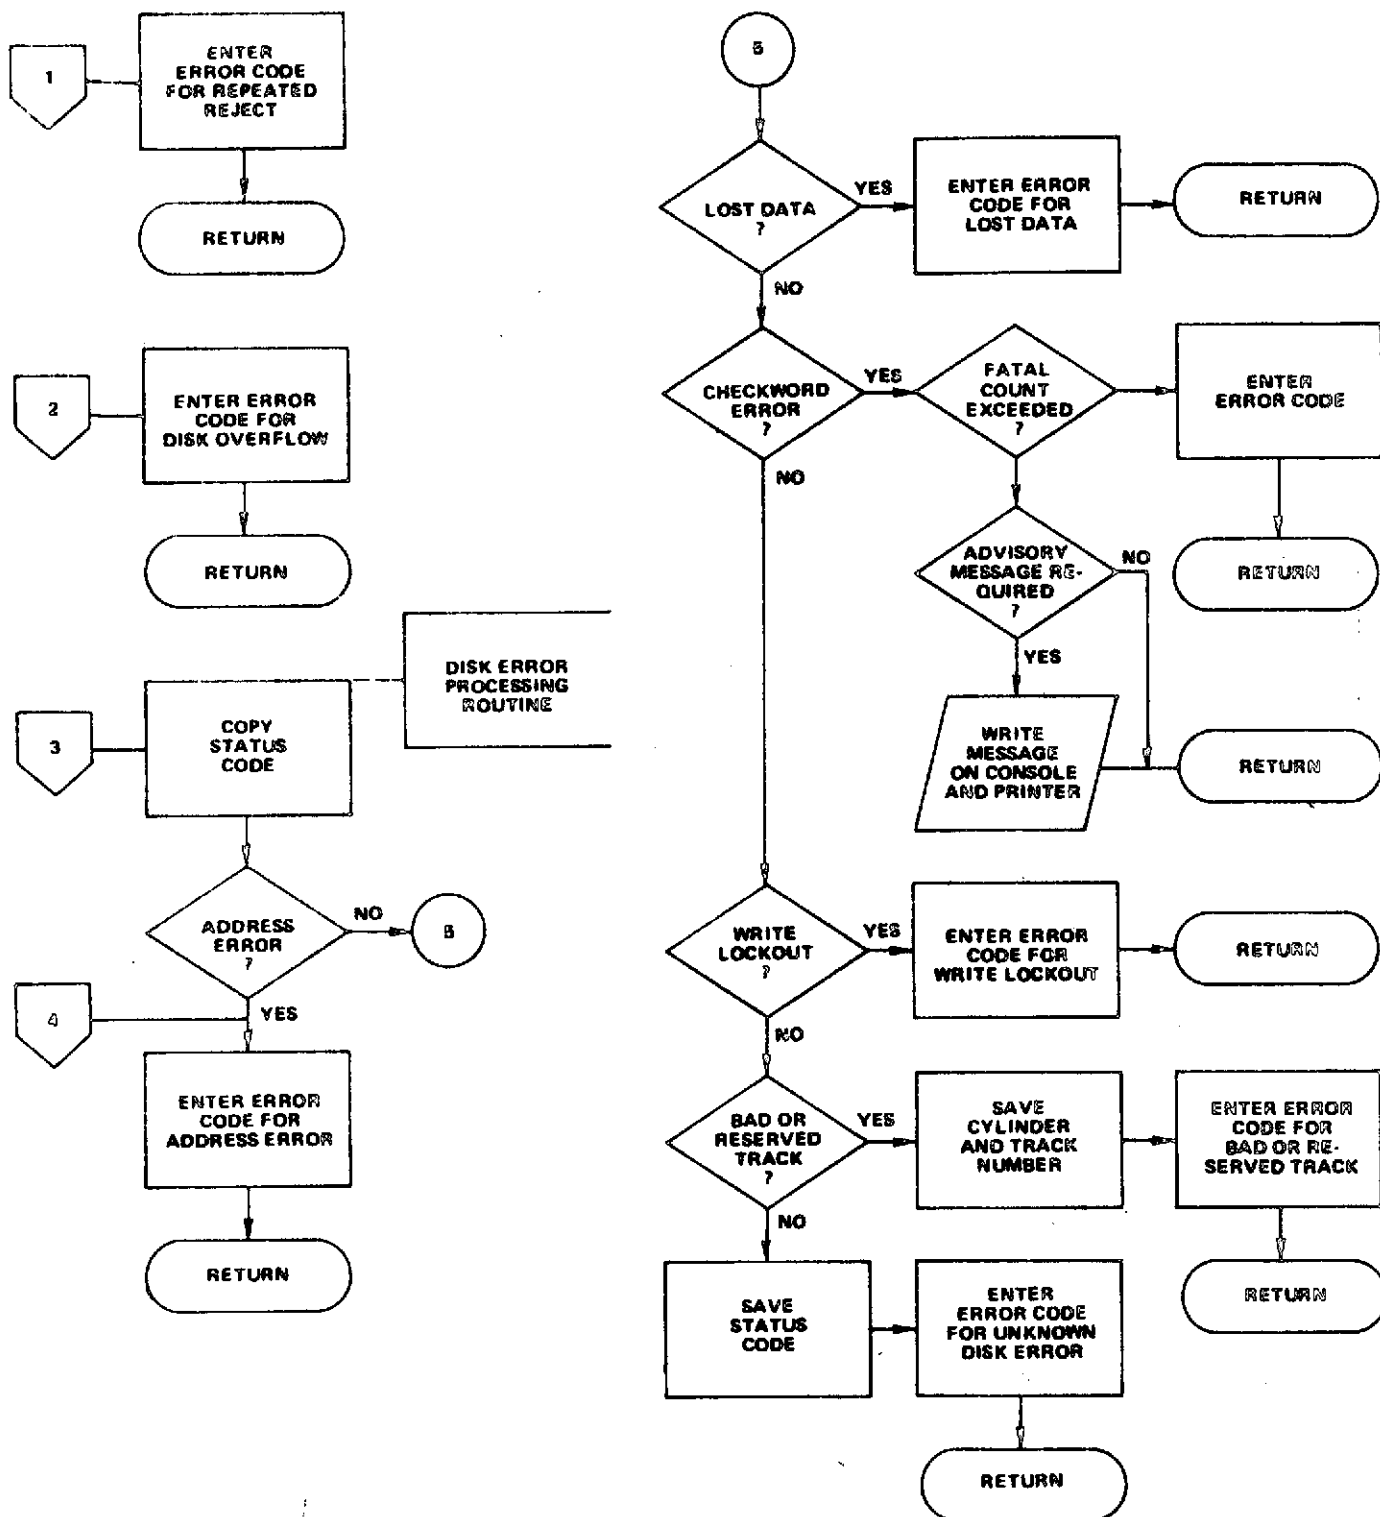 1
ENTER
ERROR CODE
FOR REPEATED
REJECT
RETURN
2
ENTER ERROR
CODE FOR
DISK OVERFLOW
RETURN
DISK ERROR
PROCESSING
ROUTINE
3
COPY
STATUS
CODE
ADDRESS
ERROR
?
NO
B
4
YES
ENTER ERROR
CODE FOR
ADDRESS ERROR
RETURN
B
LOST DATA
?
YES
ENTER ERROR
CODE FOR
LOST DATA
RETURN
NO
CHECKWORD
ERROR
?
YES
FATAL
COUNT
EXCEEDED
?
ENTER
ERROR CODE
RETURN
NO
ADVISORY
MESSAGE RE-
QUIRED
?
NO
YES
WRITE
MESSAGE
ON CONSOLE
AND PRINTER
RETURN
WRITE
LOCKOUT
?
YES
ENTER ERROR
CODE FOR
WRITE LOCKOUT
RETURN
NO
BAD OR
RESERVED
TRACK
?
YES
SAVE
CYLINDER
AND TRACK
NUMBER
ENTER ERROR
CODE FOR
BAD OR RE-
SERVED TRACK
RETURN
NO
SAVE
STATUS
CODE
ENTER
ERROR CODE
FOR UNKNOWN
DISK ERROR
RETURN